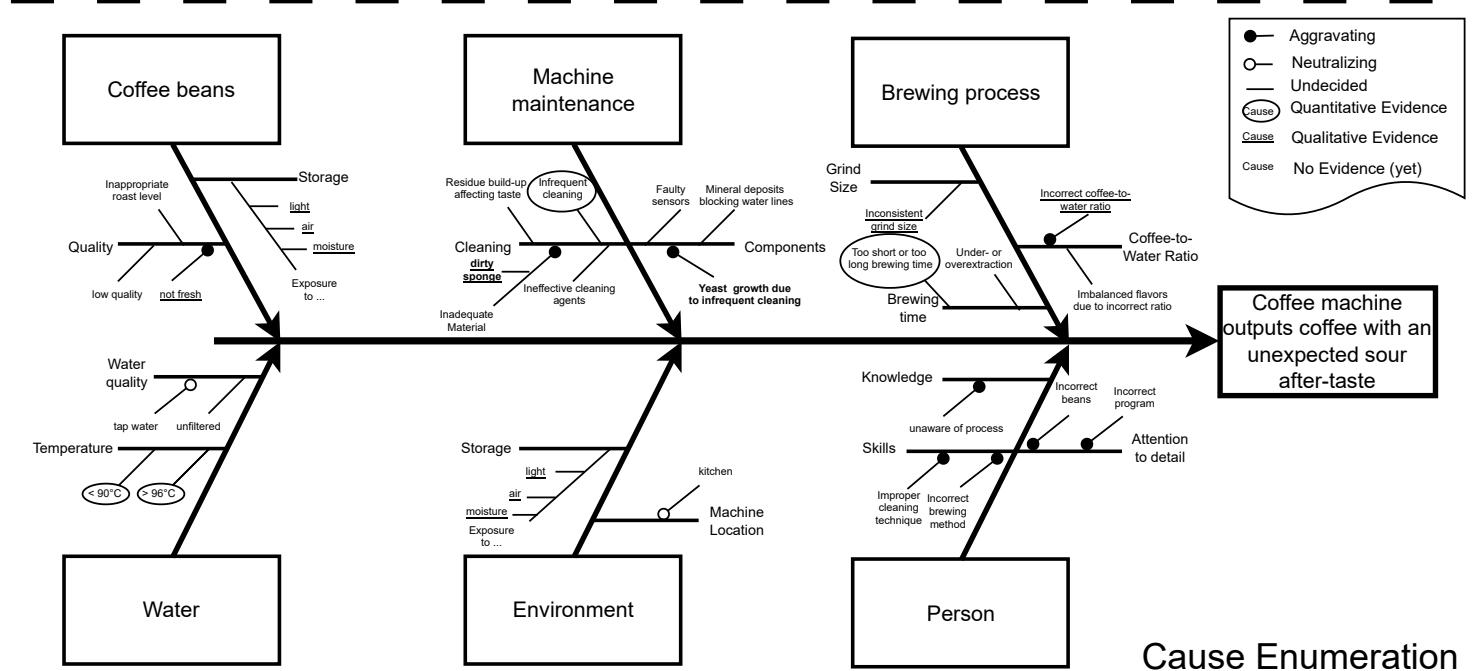 Coffee beans
Machine
maintenance
Brewing process
Aggravating
Neutralizing
Undecided
Cause
Quantitative Evidence
Cause
Qualitative Evidence
Cause
No Evidence (yet)
Inappropriate
roast level
Storage
light
air
moisture
Exposure
to ...
Quality
low quality
not fresh
Residue build-up
affecting taste
Infrequent
cleaning
Cleaning
dirty
sponge
Inadequate
Material
Ineffective cleaning
agents
Faulty
sensors
Mineral deposits
blocking water lines
Components
Yeast growth due
to infrequent cleaning
Grind
Size
Inconsistent
grind size
Too short or too
long brewing time
Under- or
overextraction
Brewing
time
Incorrect coffee-to-
water ratio
Coffee-to-
Water Ratio
Imbalanced flavors
due to incorrect ratio
Coffee machine
outputs coffee with an
unexpected sour
after-taste
Water
quality
tap water
unfiltered
Temperature
< 90°C
> 96°C
Storage
light
air
moisture
Exposure
to ...
kitchen
Machine
Location
Knowledge
unaware of process
Incorrect
beans
Incorrect
program
Skills
Attention
to detail
Improper
cleaning
technique
Incorrect
brewing
method
Water
Environment
Person
Cause Enumeration